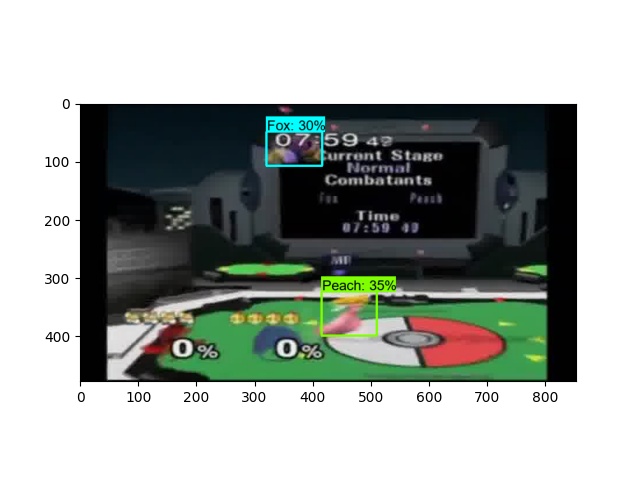 0
100
200
300
400
0 100 200 300 400 500 600 700 800
Fox: 30%
07:59 49
Current Stage
Normal
Combatants
Fox Peach
Time
07:59 49
Peach: 35%
0% 0%